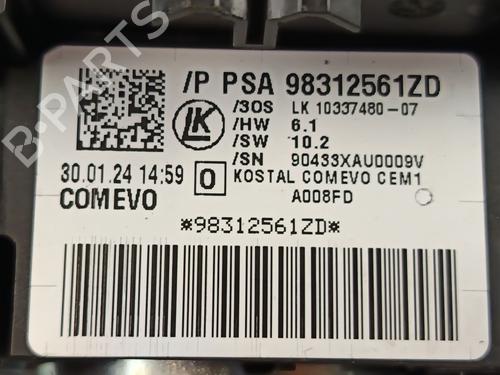 /P PSA 98312561ZD
/3OS LK 10337480-07
/HW 6.1
/SW 10.2
/SN 90433XAU0009V
30.01.24 14:59 0 KOSTAL COMEVO CEM1
COMEVO A008FD
*98312561ZD*
LK
B-PARTS